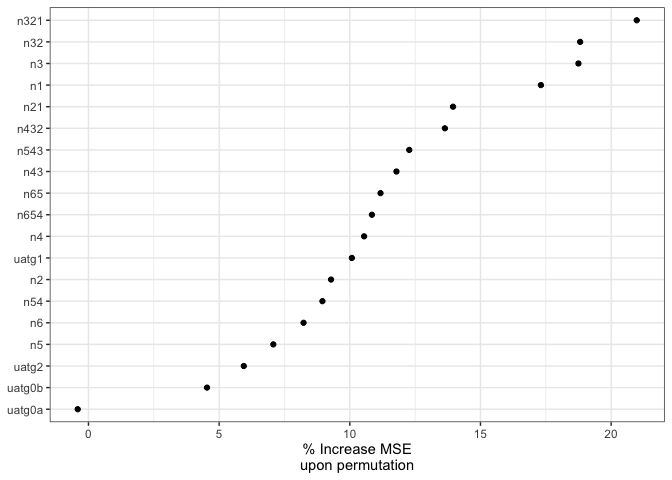 n321
n32
n3
n1
n21
n432
n543
n43
n65
n654
n4
uatg1
n2
n54
n6
n5
uatg2
uatg0b
uatg0a
0 5 10 15 20
% Increase MSE
upon permutation